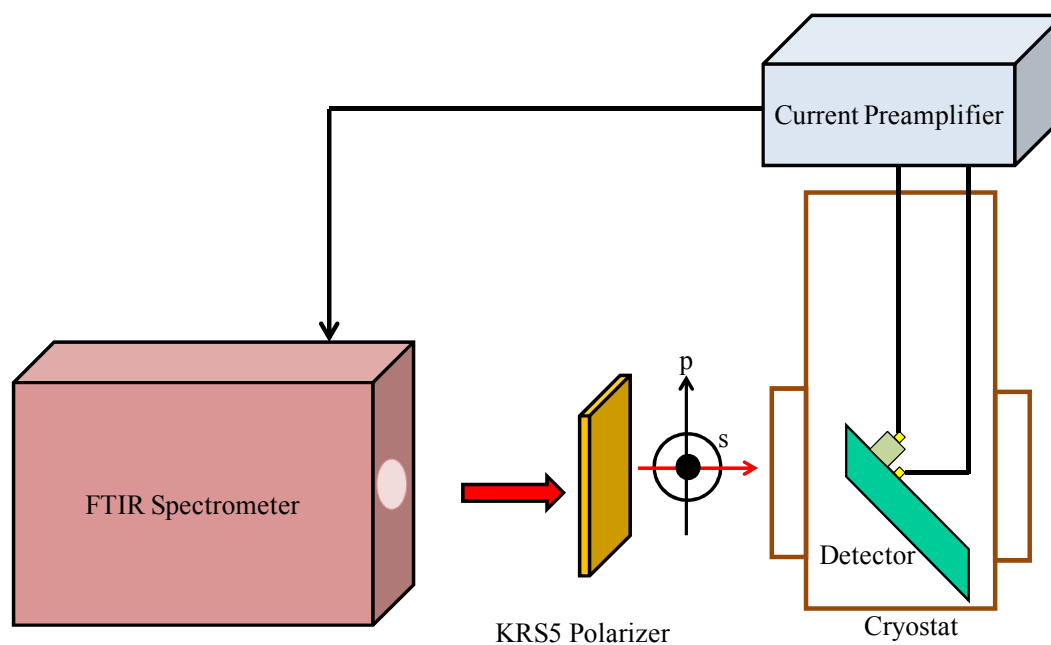 Current Preamplifier
p
s
FTIR Spectrometer
Detector
KRS5 Polarizer
Cryostat